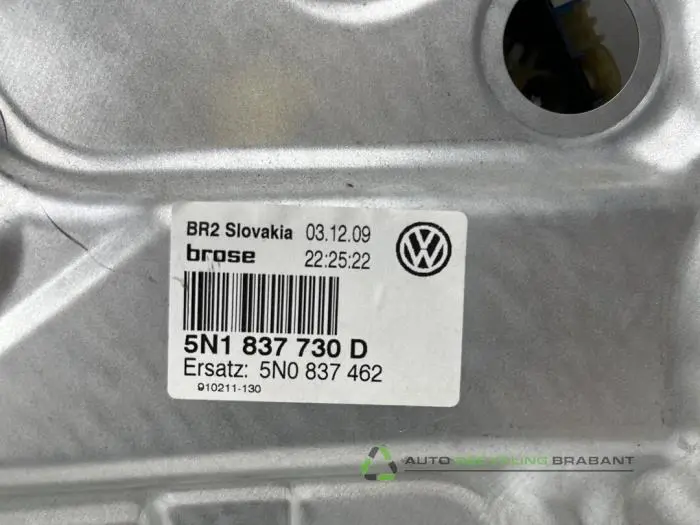 BR2 Slovakia 03.12.09
brose 22:25:22
5N1 837 730 D
Ersatz: 5N0 837 462
910211-130
AUTO RECYCLING BRABANT